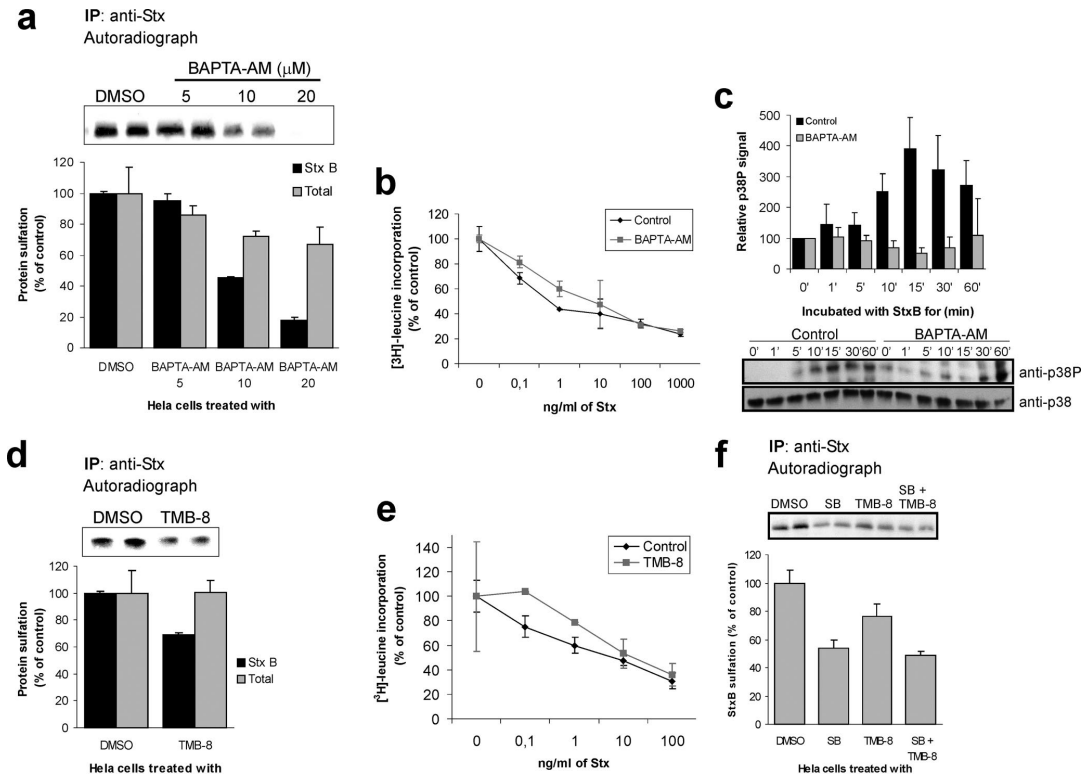 a
IP: anti-Stx
Autoradiograph
BAPTA-AM (μM)
DMSO 5 10 20
Protein sulfation
(% of control)
120
100
80
60
40
20
0
Stx B
Total
DMSO BAPTA-AM BAPTA-AM BAPTA-AM
5 10 20
Hela cells treated with
b
[3H]-leucine incorporation
(% of control)
120
100
80
60
40
20
0
Control
BAPTA-AM
0 0,1 1 10 100 1000
ng/ml of Stx
c
Relative p38P signal
500
400
300
200
100
0
Control
BAPTA-AM
0' 1' 5' 10' 15' 30' 60'
Incubated with StxB for (min)
Control BAPTA-AM
0' 1' 5' 10' 15' 30' 60' 0' 1' 5' 10' 15' 30' 60'
anti-p38P
anti-p38
d
IP: anti-Stx
Autoradiograph
DMSO TMB-8
Protein sulfation
(% of control)
120
100
80
60
40
20
0
Stx B
Total
DMSO TMB-8
Hela cells treated with
e
[³H]-leucine incorporation
(% of control)
140
120
100
80
60
40
20
0
Control
TMB-8
0 0,1 1 10 100
ng/ml of Stx
f
IP: anti-Stx
Autoradiograph
DMSO SB TMB-8 SB +
TMB-8
StxB sulfation (% of control)
120
100
80
60
40
20
0
DMSO SB TMB-8 SB +
TMB-8
Hela cells treated with